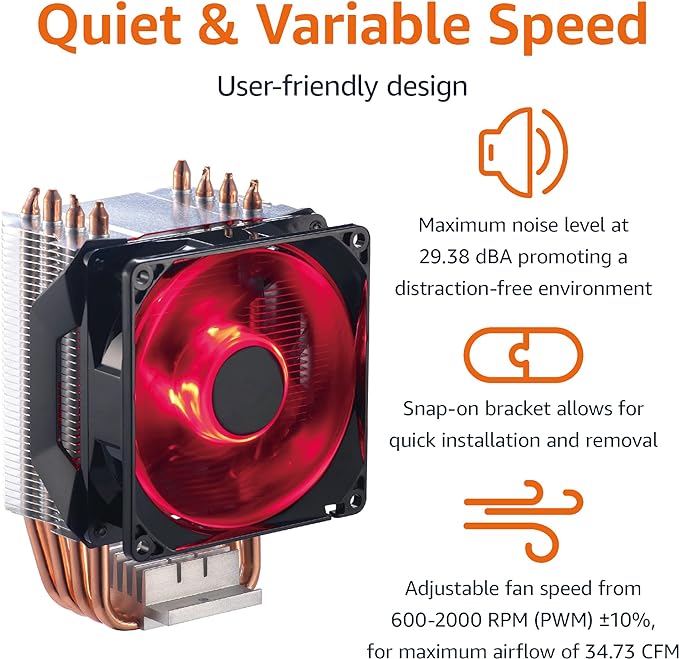 Quiet & Variable Speed
User-friendly design
Maximum noise level at
29.38 dBA promoting a
distraction-free environment
Snap-on bracket allows for
quick installation and removal
Adjustable fan speed from
600-2000 RPM (PWM) ±10%,
for maximum airflow of 34.73 CFM